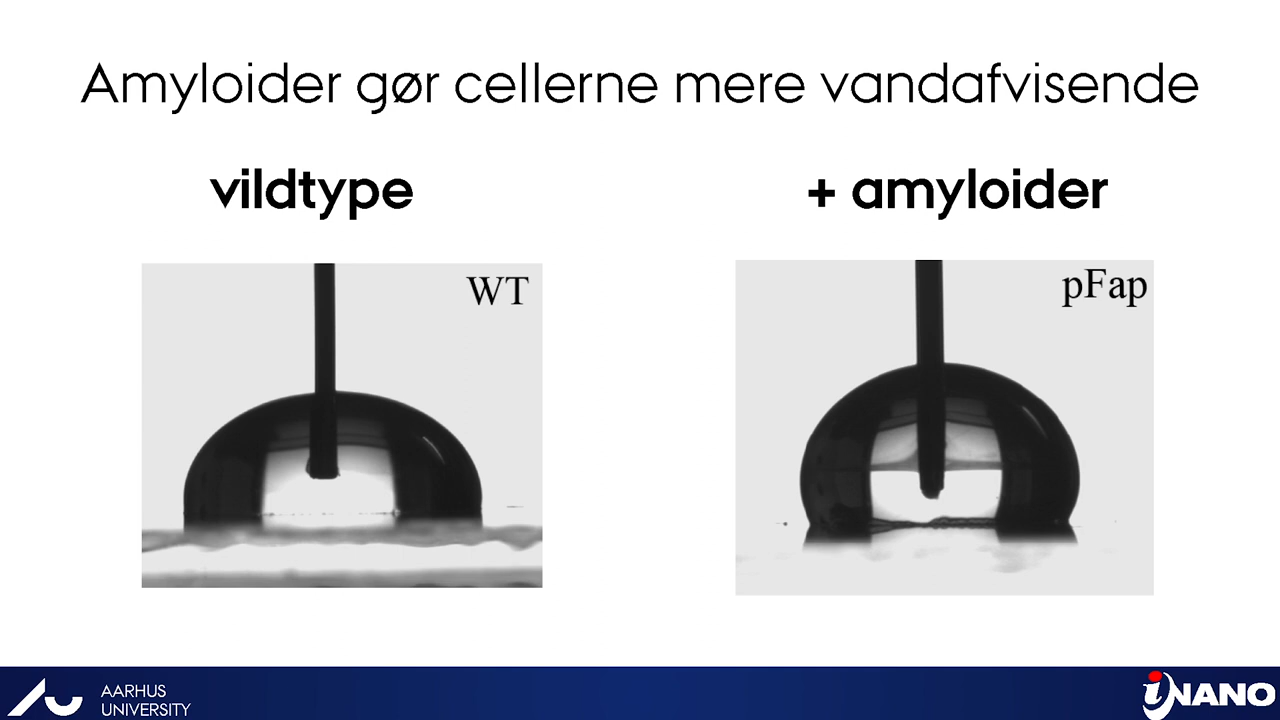 Amyloider gør cellerne mere vandafvisende
vildtype
+ amyloider
WT
pFap
AARHUS
UNIVERSITY
iNANO